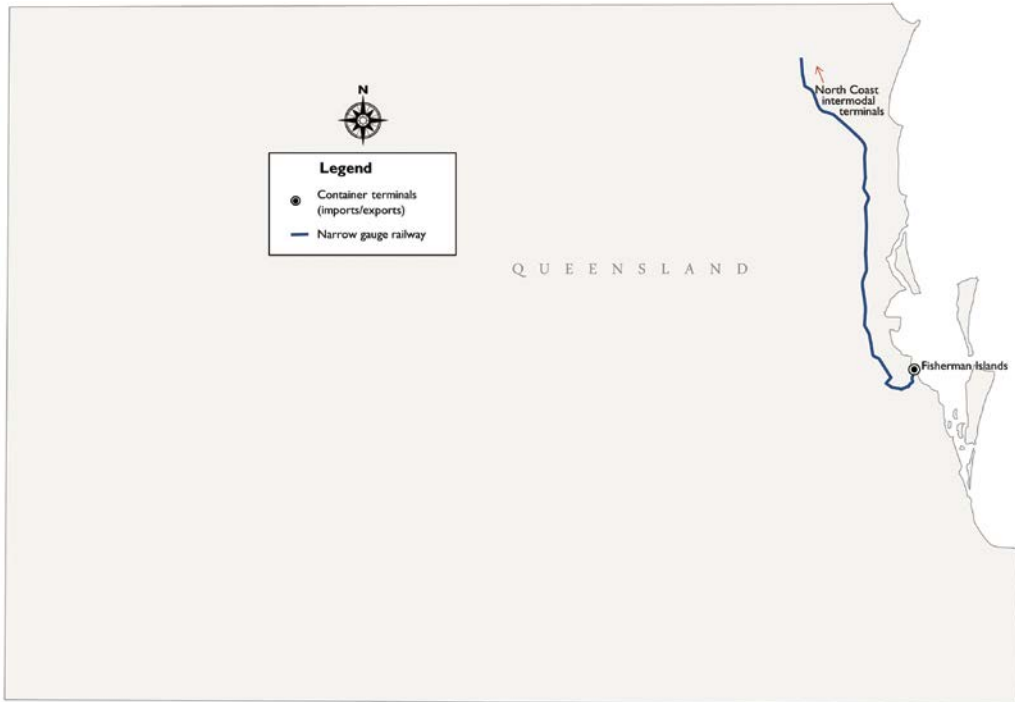 North Coast
intermodal
terminals
N
Legend
Container terminals
(imports/exports)
Narrow gauge railway
QUEENSLAND
Fisherman Islands